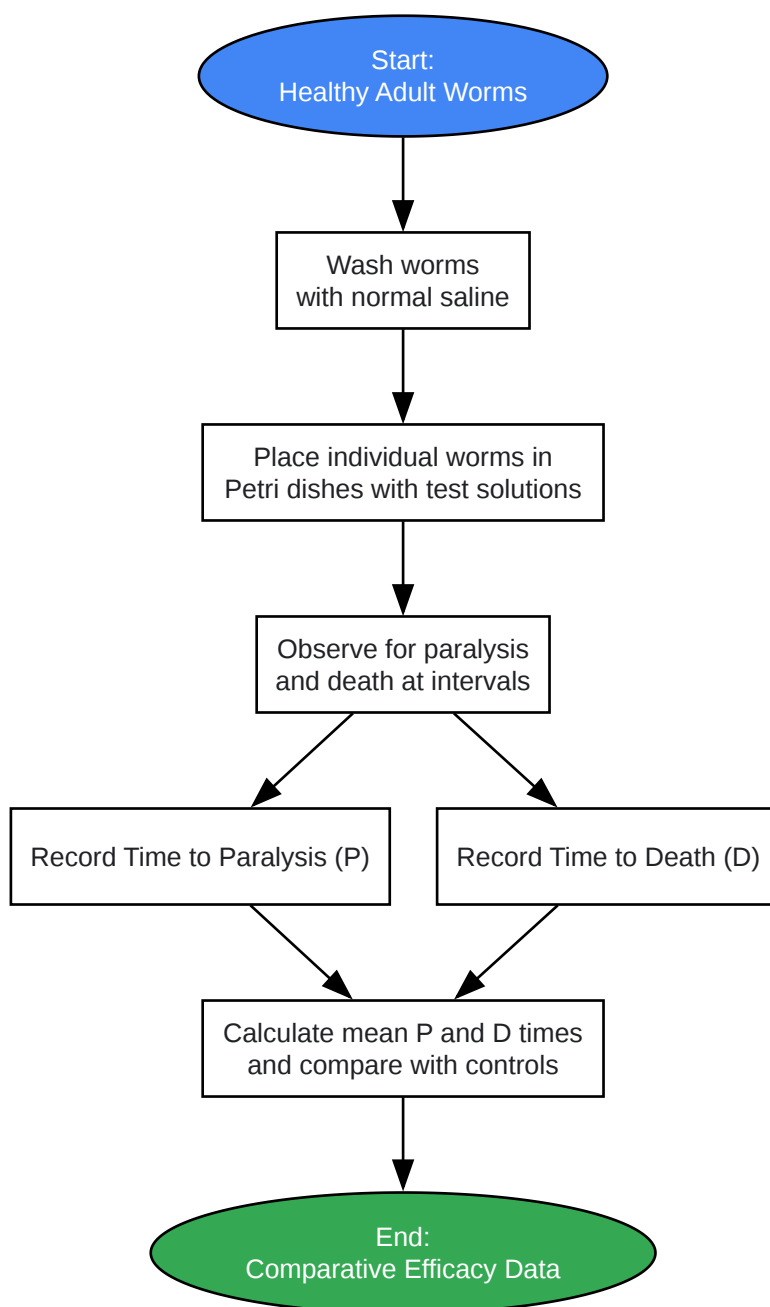 Start:
Healthy Adult Worms
Wash worms
with normal saline
Place individual worms in
Petri dishes with test solutions
Observe for paralysis
and death at intervals
Record Time to Paralysis (P)
Record Time to Death (D)
Calculate mean P and D times
and compare with controls
End:
Comparative Efficacy Data